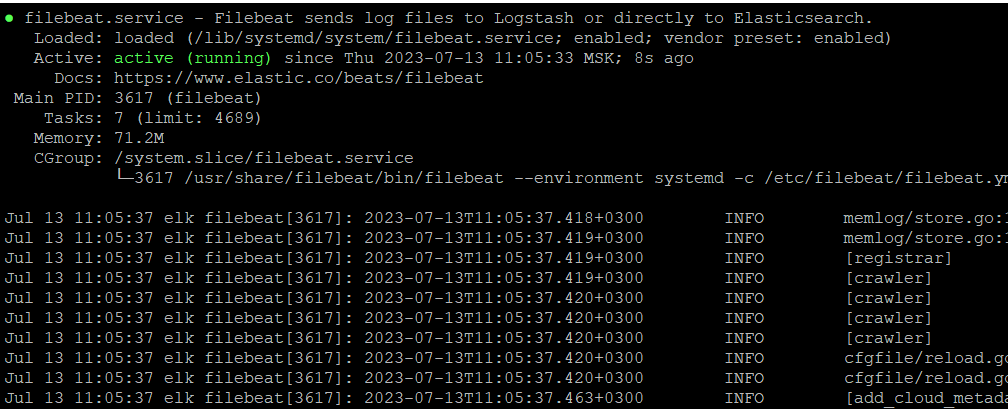 ● filebeat.service - Filebeat sends log files to Logstash or directly to Elasticsearch.
Loaded: loaded (/lib/systemd/system/filebeat.service; enabled; vendor preset: enabled)
Active: active (running) since Thu 2023-07-13 11:05:33 MSK; 8s ago
Docs: https://www.elastic.co/beats/filebeat
Main PID: 3617 (filebeat)
Tasks: 7 (limit: 4689)
Memory: 71.2M
CGroup: /system.slice/filebeat.service
└─3617 /usr/share/filebeat/bin/filebeat --environment systemd -c /etc/filebeat/filebeat.ym
Jul 13 11:05:37 elk filebeat[3617]: 2023-07-13T11:05:37.418+0300 INFO memlog/store.go:1
Jul 13 11:05:37 elk filebeat[3617]: 2023-07-13T11:05:37.419+0300 INFO memlog/store.go:1
Jul 13 11:05:37 elk filebeat[3617]: 2023-07-13T11:05:37.419+0300 INFO [registrar]
Jul 13 11:05:37 elk filebeat[3617]: 2023-07-13T11:05:37.419+0300 INFO [crawler]
Jul 13 11:05:37 elk filebeat[3617]: 2023-07-13T11:05:37.420+0300 INFO [crawler]
Jul 13 11:05:37 elk filebeat[3617]: 2023-07-13T11:05:37.420+0300 INFO [crawler]
Jul 13 11:05:37 elk filebeat[3617]: 2023-07-13T11:05:37.420+0300 INFO [crawler]
Jul 13 11:05:37 elk filebeat[3617]: 2023-07-13T11:05:37.420+0300 INFO cfgfile/reload.go
Jul 13 11:05:37 elk filebeat[3617]: 2023-07-13T11:05:37.420+0300 INFO cfgfile/reload.go
Jul 13 11:05:37 elk filebeat[3617]: 2023-07-13T11:05:37.463+0300 INFO [add_cloud_metada